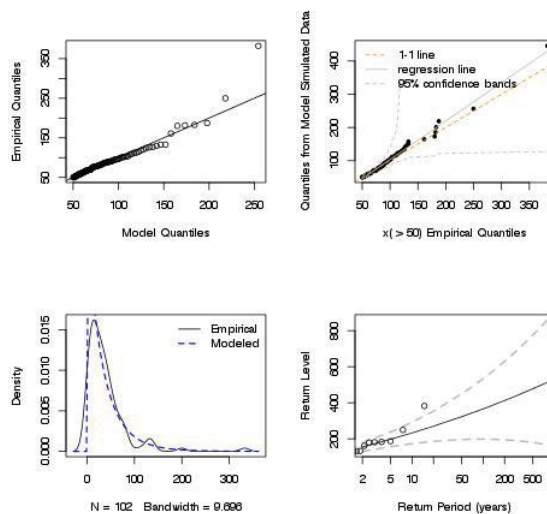 Empirical Quantiles
50 150 250 350
50 100 150 200 250
Model Quantiles
Quantiles from Model Simulated Data
100 200 300 400
1-1 line
regression line
95% confidence bands
50 100 150 200 250 300 350
x( > 50) Empirical Quantiles
Density
0.000 0.005 0.010 0.015
Empirical
Modeled
0 100 200 300
N = 102 Bandwidth = 9.696
Return Level
200 400 600 800
2 5 10 50 100 500
Return Period (years)